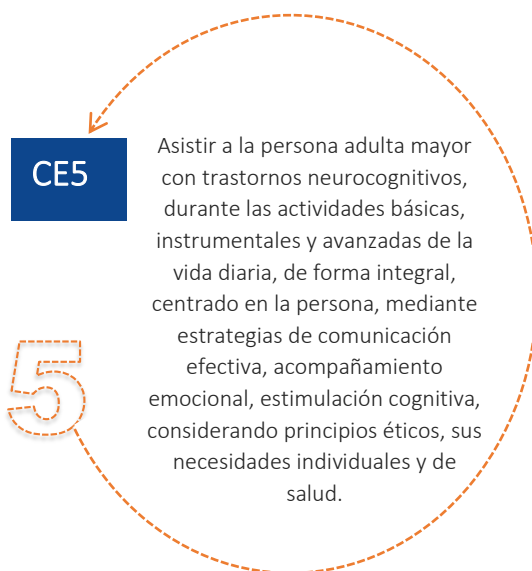 CE5
Asistir a la persona adulta mayor
con trastornos neurocognitivos,
durante las actividades básicas,
instrumentales y avanzadas de la
vida diaria, de forma integral,
centrado en la persona, mediante
estrategias de comunicación
efectiva, acompañamiento
emocional, estimulación cognitiva,
considerando principios éticos, sus
necesidades individuales y de
salud.
5